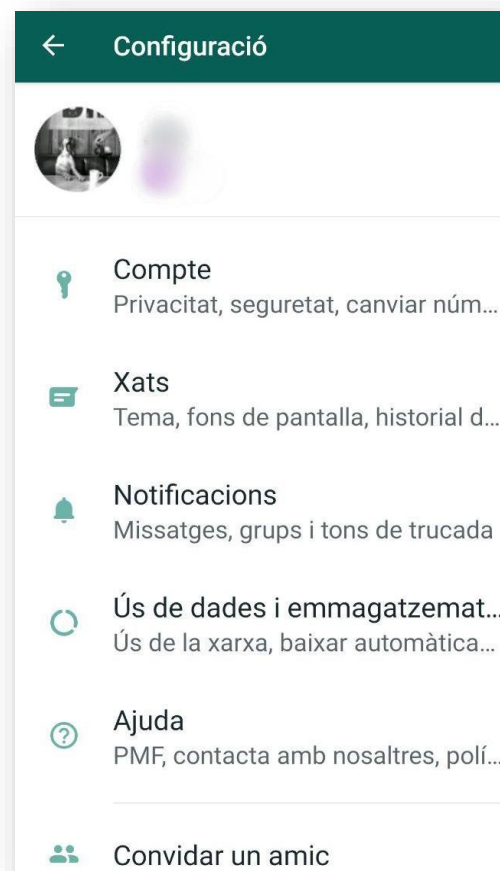 Configuració
Compte
Privacitat, seguretat, canviar núm...
Xats
Tema, fons de pantalla, historial d...
Notificacions
Missatges, grups i tons de trucada
Ús de dades i emmagatzemat...
Ús de la xarxa, baixar automàtica...
Ajuda
PMF, contacta amb nosaltres, polí...
Convidar un amic